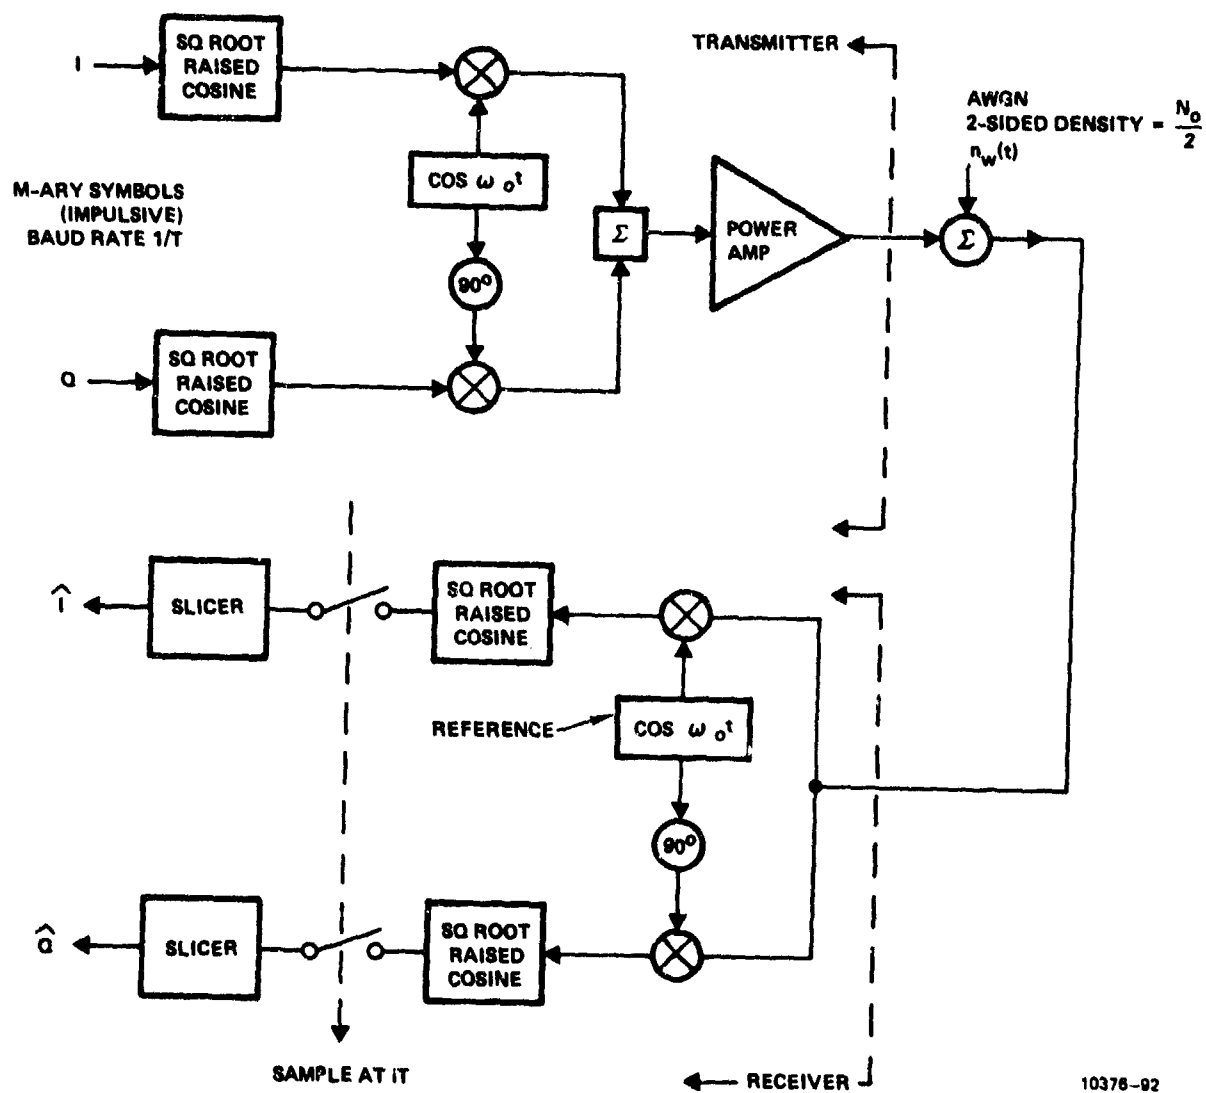 SQ ROOT
RAISED
COSINE
I
TRANSMITTER
AWGN
2-SIDED DENSITY = N₀/2
n_w(t)
COS ω₀t
M-ARY SYMBOLS
(IMPULSIVE)
BAUD RATE 1/T
Σ
POWER
AMP
Σ
90°
SQ ROOT
RAISED
COSINE
Q
Î
SLICER
SQ ROOT
RAISED
COSINE
REFERENCE
COS ω₀t
90°
Q̂
SLICER
SQ ROOT
RAISED
COSINE
SAMPLE AT iT
RECEIVER
10376-92